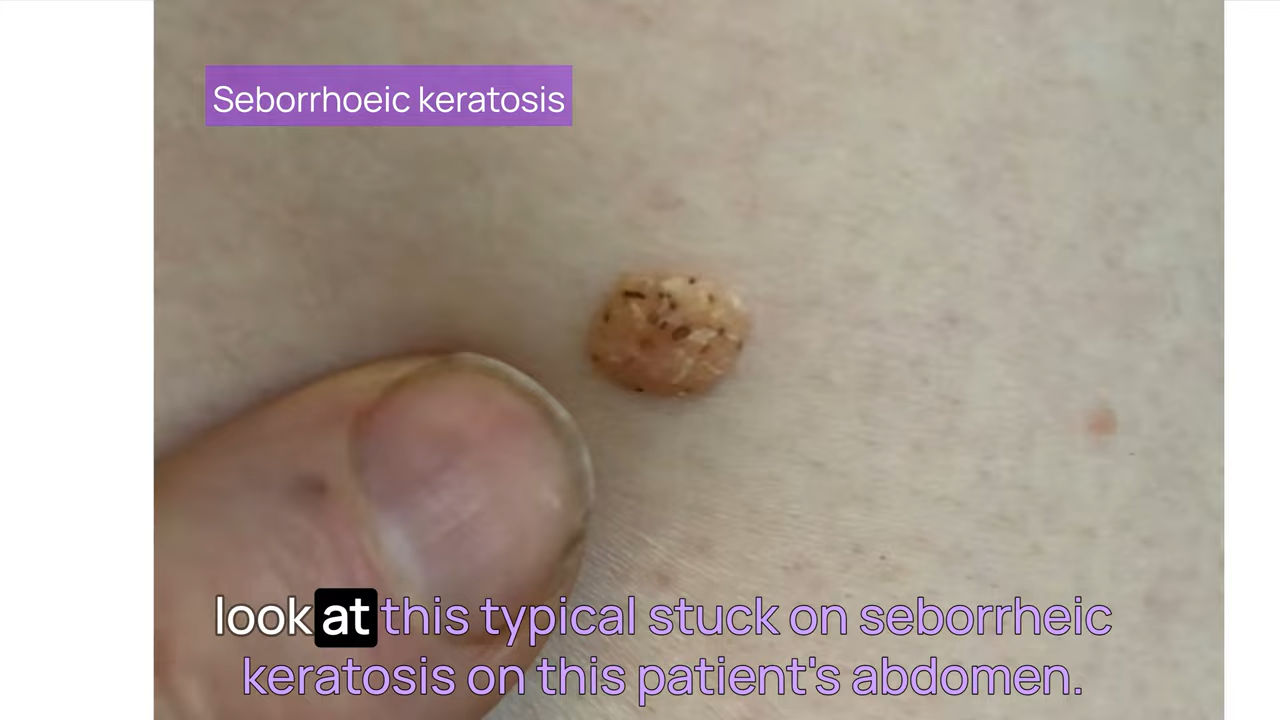 Seborrhoeic keratosis
look at this typical stuck on seborrheic
keratosis on this patient's abdomen.